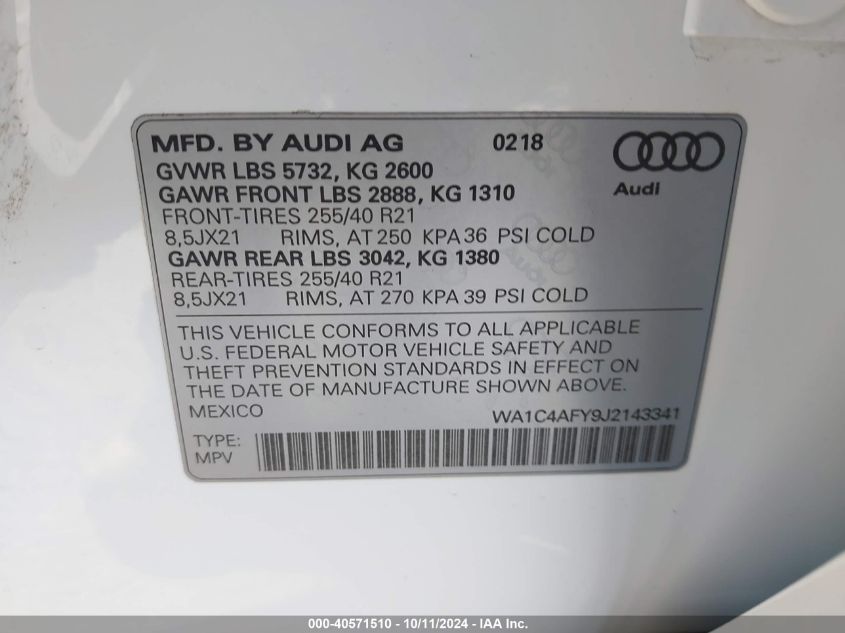 MFD. BY AUDI AG 0218
GVWR LBS 5732, KG 2600
GAWR FRONT LBS 2888, KG 1310
Audi
FRONT-TIRES 255/40 R21
8,5JX21 RIMS, AT 250 KPA 36 PSI COLD
GAWR REAR LBS 3042, KG 1380
REAR-TIRES 255/40 R21
8,5JX21 RIMS, AT 270 KPA 39 PSI COLD
THIS VEHICLE CONFORMS TO ALL APPLICABLE
U.S. FEDERAL MOTOR VEHICLE SAFETY AND
THEFT PREVENTION STANDARDS IN EFFECT ON
THE DATE OF MANUFACTURE SHOWN ABOVE.
MEXICO WA1C4AFY9J2143341
TYPE:
MPV
000-40571510 - 10/11/2024 - IAA Inc.